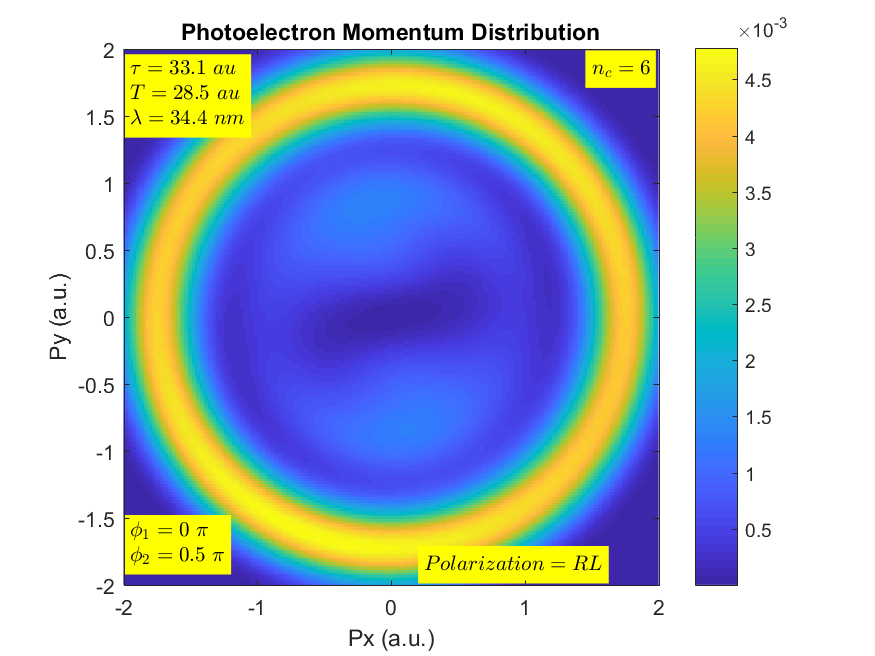 Photoelectron Momentum Distribution
×10⁻³
τ = 33.1 au
T = 28.5 au
λ = 34.4 nm
n_c = 6
2
1.5
1
0.5
0
-0.5
-1
-1.5
-2
Py (a.u.)
ϕ₁ = 0 π
ϕ₂ = 0.5 π
Polarization = RL
-2
-1
0
1
2
Px (a.u.)
4.5
4
3.5
3
2.5
2
1.5
1
0.5